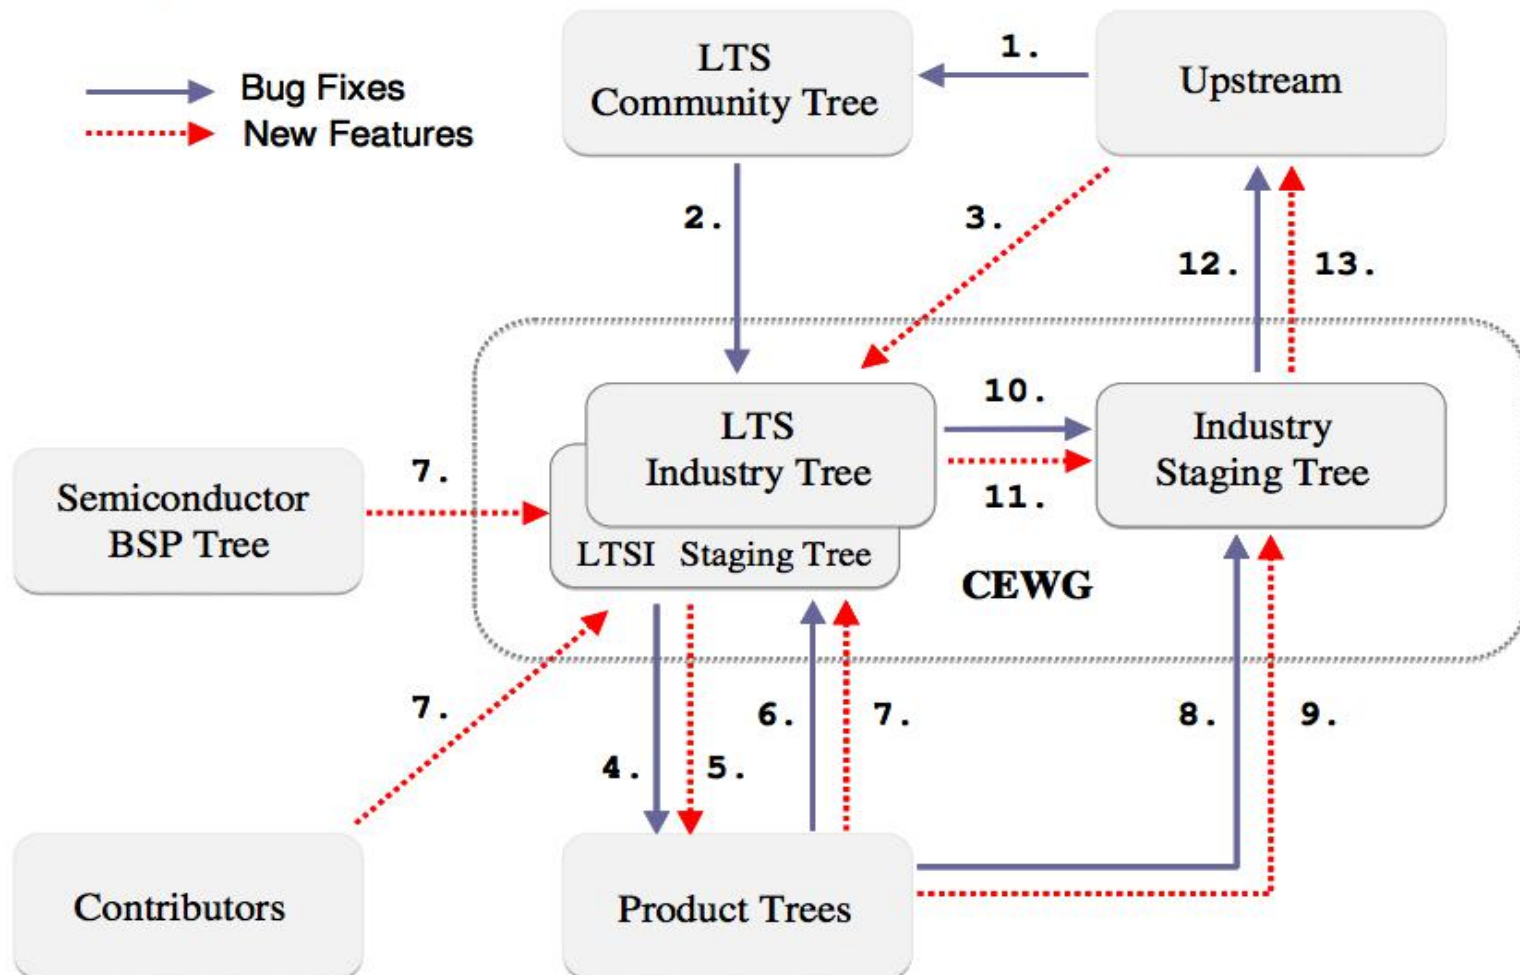 LTS
Community Tree
1.
Upstream
Bug Fixes
New Features
2.
3.
12.
13.
LTS
Industry Tree
10.
11.
Industry
Staging Tree
7.
Semiconductor
BSP Tree
LTSI Staging Tree
CEWG
7.
4.
5.
6.
7.
8.
9.
Contributors
Product Trees